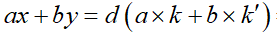 ax + by = d(a × k + b × k′)